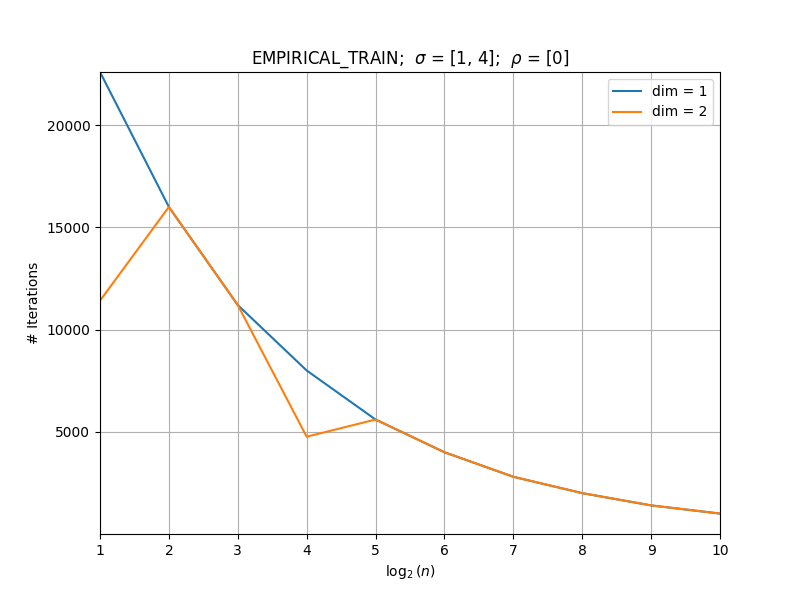 EMPIRICAL_TRAIN; σ = [1, 4]; ρ = [0]
dim = 1
dim = 2
20000
15000
10000
5000
# Iterations
1 2 3 4 5 6 7 8 9 10
log₂(n)